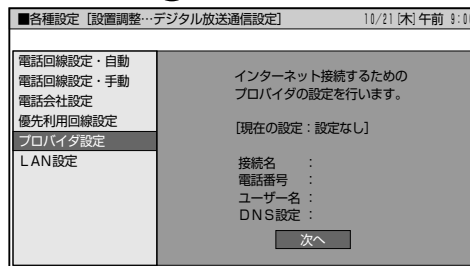 ■各種設定［設置調整…デジタル放送通信設定］ 10/21［木］午前 9:0
電話回線設定・自動
電話回線設定・手動
電話会社設定
優先利用回線設定
プロバイダ設定
ＬＡＮ設定
インターネット接続するための
プロバイダの設定を行います。
［現在の設定：設定なし］
接続名 ：
電話番号 ：
ユーザー名：
ＤＮＳ設定：
次へ